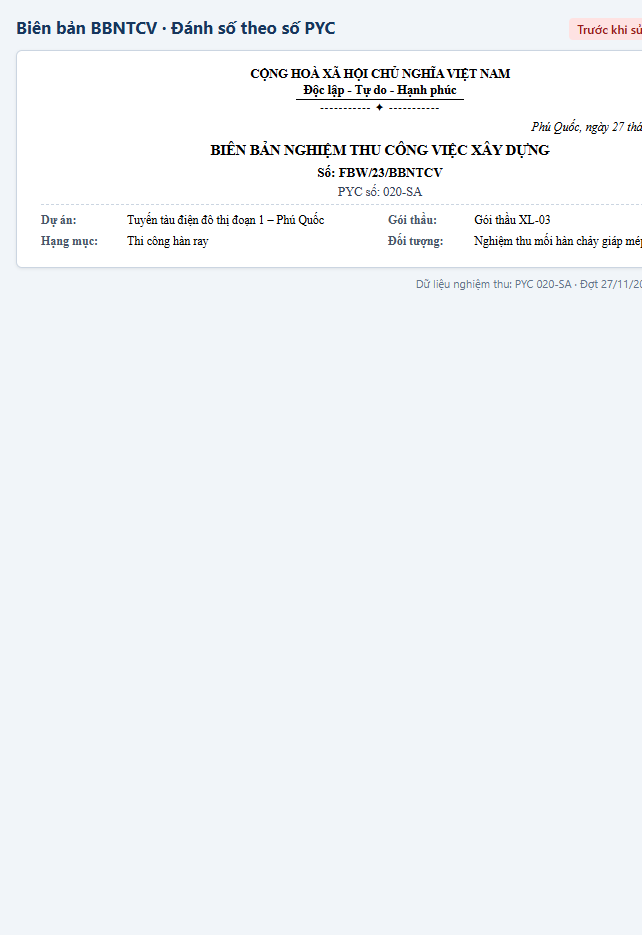 Biên bản BBNTCV · Đánh số theo số PYC
Trước khi
CỘNG HOÀ XÃ HỘI CHỦ NGHĨA VIỆT NAM
Độc lập - Tự do - Hạnh phúc
----------- ✦ -----------
Phú Quốc, ngày 27
BIÊN BẢN NGHIỆM THU CÔNG VIỆC XÂY DỰNG
Số: FBW/23/BBNTCV
PYC số: 020-SA
Dự án: Tuyến tàu điện đô thị đoạn 1 – Phú Quốc Gói thầu: Gói thầu XL-03
Hạng mục: Thi công hàn ray Đối tượng: Nghiệm thu mối hàn chảy giáp
Dữ liệu nghiệm thu: PYC 020-SA · Đợt 27/11/